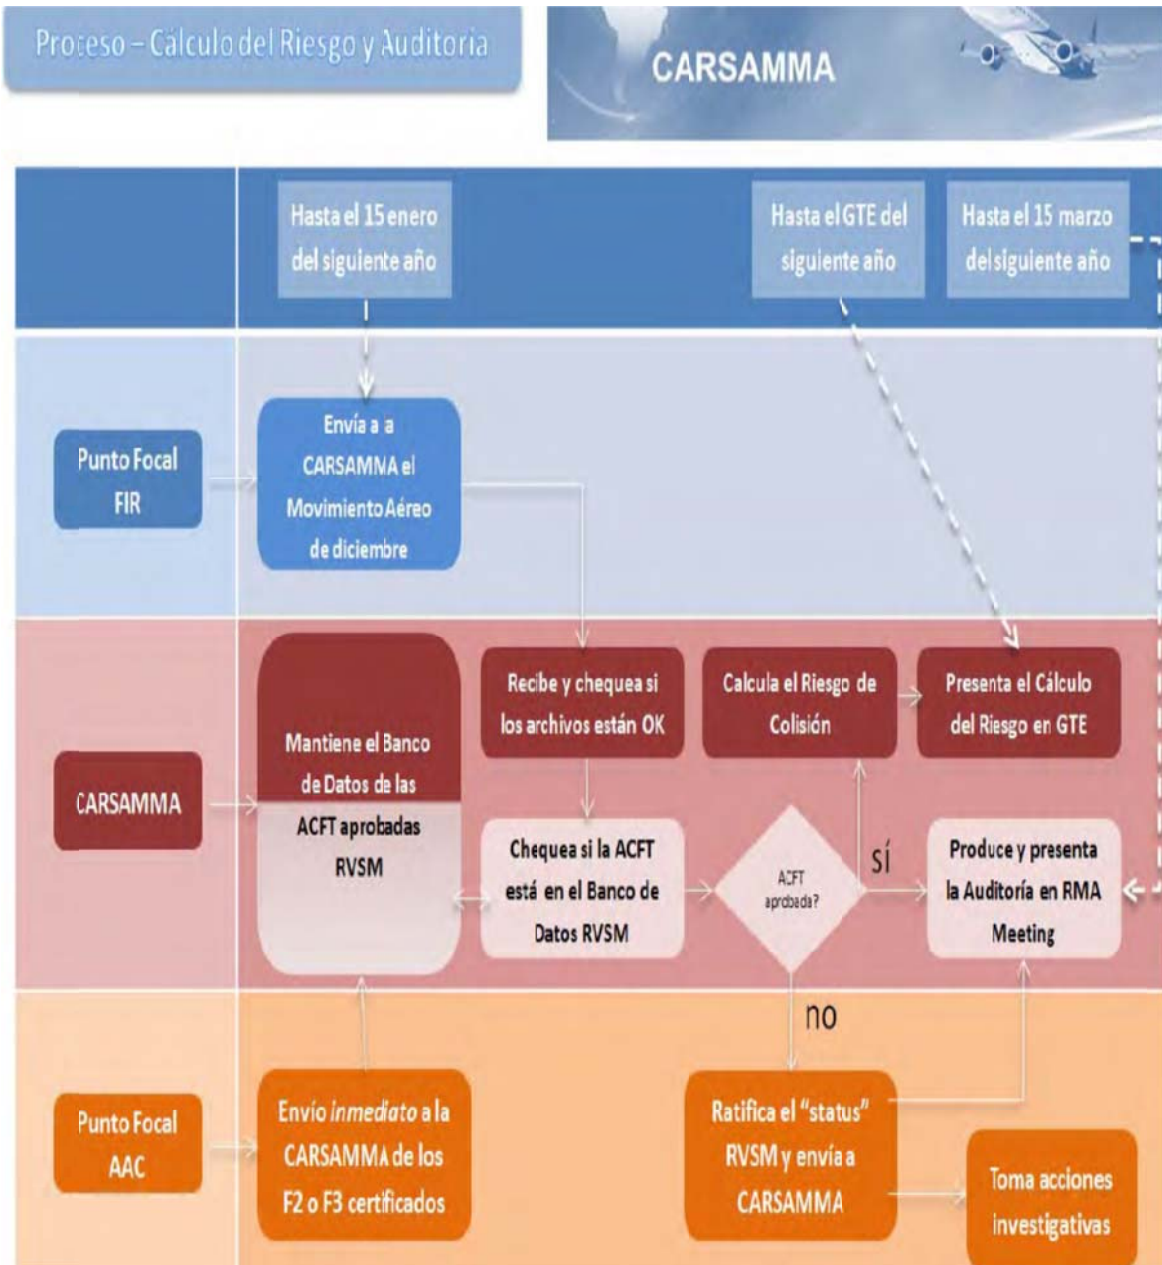 Proceso – Cálculo del Riesgo y Auditoria
CARSAMMA
Hasta el 15 enero
del siguiente año
Hasta el GTE del
siguiente año
Hasta el 15 marzo
del siguiente año
Punto Focal
FIR
Envía a a
CARSAMMA el
Movimiento Aéreo
de diciembre
CARSAMMA
Mantiene el Banco
de Datos de las
ACFT aprobadas
RVSM
Recibe y chequea si
los archivos están OK
Calcula el Riesgo de
Colisión
Presenta el Cálculo
del Riesgo en GTE
Chequea si la ACFT
está en el Banco de
Datos RVSM
ACFT
aprobada?
sí
Produce y presenta
la Auditoría en RMA
Meeting
no
Punto Focal
AAC
Envío inmediato a la
CARSAMMA de los
F2 o F3 certificados
Ratifica el “status”
RVSM y envía a
CARSAMMA
Toma acciones
investigativas